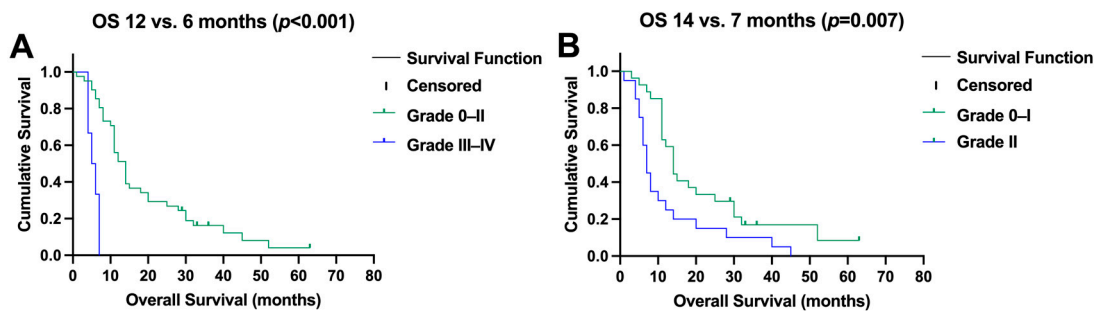 OS 12 vs. 6 months (p<0.001)
A
Cumulative Survival
1.0
0.8
0.6
0.4
0.2
0.0
0 10 20 30 40 50 60 70 80
Overall Survival (months)
Survival Function
Censored
Grade 0–II
Grade III–IV
OS 14 vs. 7 months (p=0.007)
B
Cumulative Survival
1.0
0.8
0.6
0.4
0.2
0.0
0 10 20 30 40 50 60 70 80
Overall Survival (months)
Survival Function
Censored
Grade 0–I
Grade II